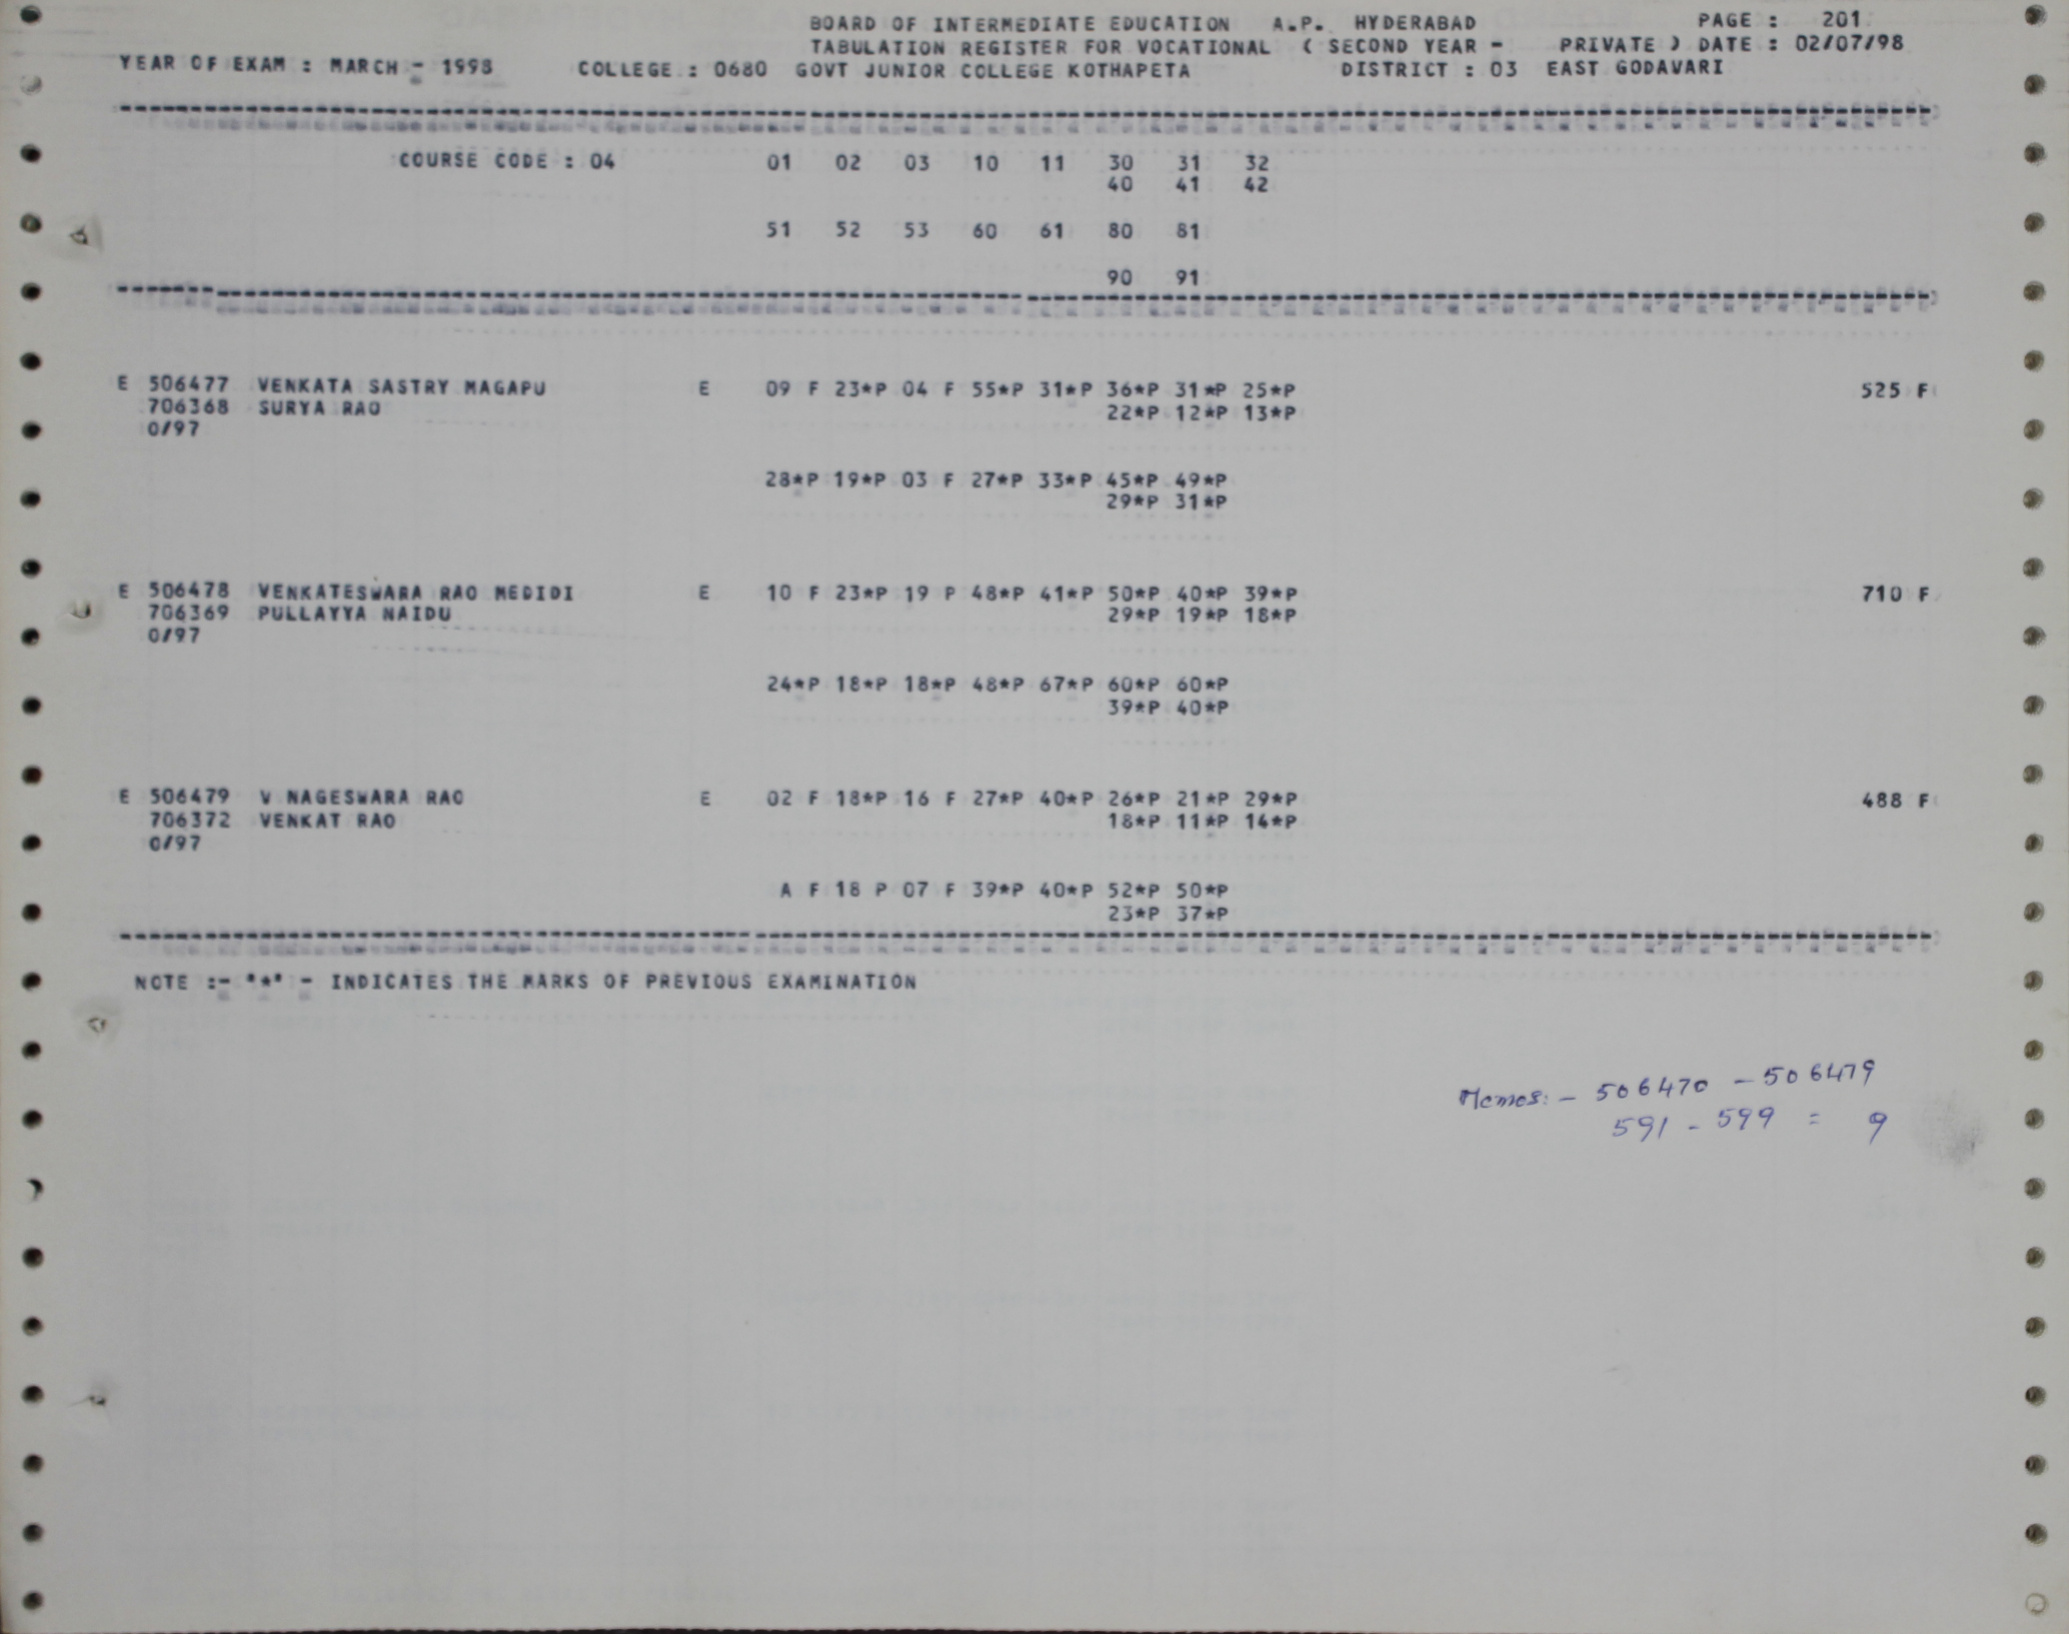 BOARD OF INTERMEDIATE EDUCATION A.P. HYDERABAD PAGE : 201
TABULATION REGISTER FOR VOCATIONAL ( SECOND YEAR - PRIVATE ) DATE : 02/07/98
YEAR OF EXAM : MARCH - 1998 COLLEGE : 0680 GOVT JUNIOR COLLEGE KOTHAPETA DISTRICT : 03 EAST GODAVARI
COURSE CODE : 04 01 02 03 10 11 30 31 32
40 41 42
51 52 53 60 61 80 81
90 91
E 506477 VENKATA SASTRY MAGAPU E 09 F 23*P 04 F 55*P 31*P 36*P 31*P 25*P 525 F
706368 SURYA RAO 22*P 12*P 13*P
0/97
28*P 19*P 03 F 27*P 33*P 45*P 49*P
29*P 31*P
E 506478 VENKATESWARA RAO MEDIDI E 10 F 23*P 19 P 48*P 41*P 50*P 40*P 39*P 710 F
706369 PULLAYYA NAIDU 29*P 19*P 18*P
0/97
24*P 18*P 18*P 48*P 67*P 60*P 60*P
39*P 40*P
E 506479 V NAGESWARA RAO E 02 F 18*P 16 F 27*P 40*P 26*P 21*P 29*P 488 F
706372 VENKAT RAO 18*P 11*P 14*P
0/97
A F 18 P 07 F 39*P 40*P 52*P 50*P
23*P 37*P
NOTE :- "*" - INDICATES THE MARKS OF PREVIOUS EXAMINATION
Memos:- 506470 - 506479
591 - 599 = 9